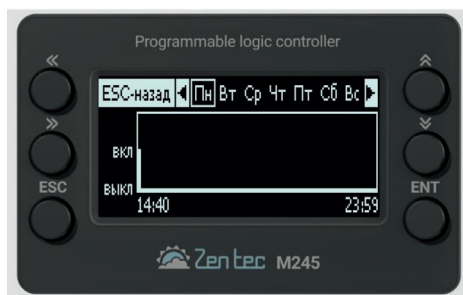 Programmable logic controller
ESC-назад Пн Вт Ср Чт Пт Сб Вс
вкл
выкл
14:40 23:59
ESC
ENT
Zentec M245